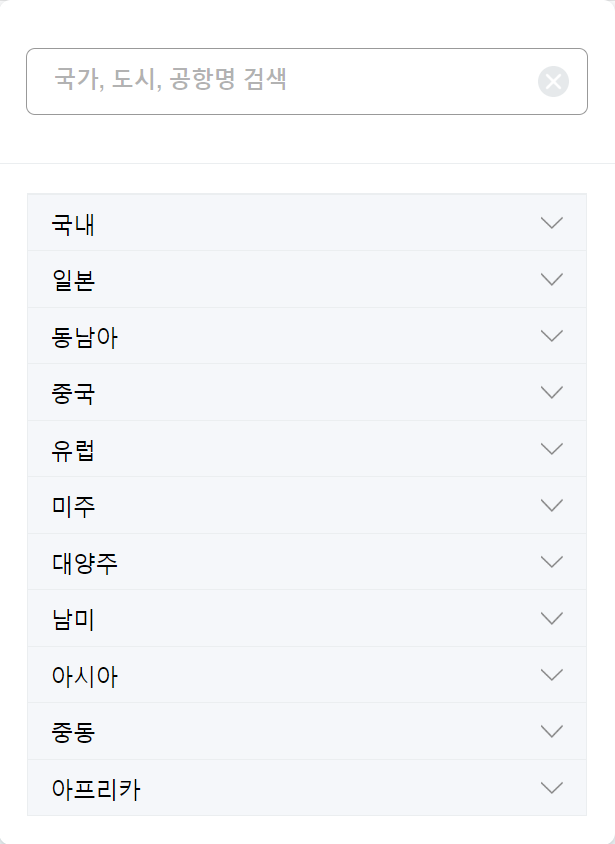 국가, 도시, 공항명 검색
국내
일본
동남아
중국
유럽
미주
대양주
남미
아시아
중동
아프리카